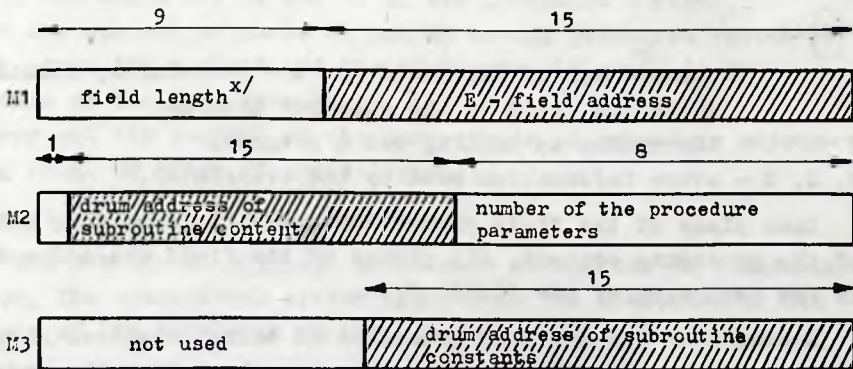 9 15
M1 field length x/ E - field address
1 15 8
M2 drum address of subroutine content number of the procedure parameters
15
M3 not used drum address of subroutine constants